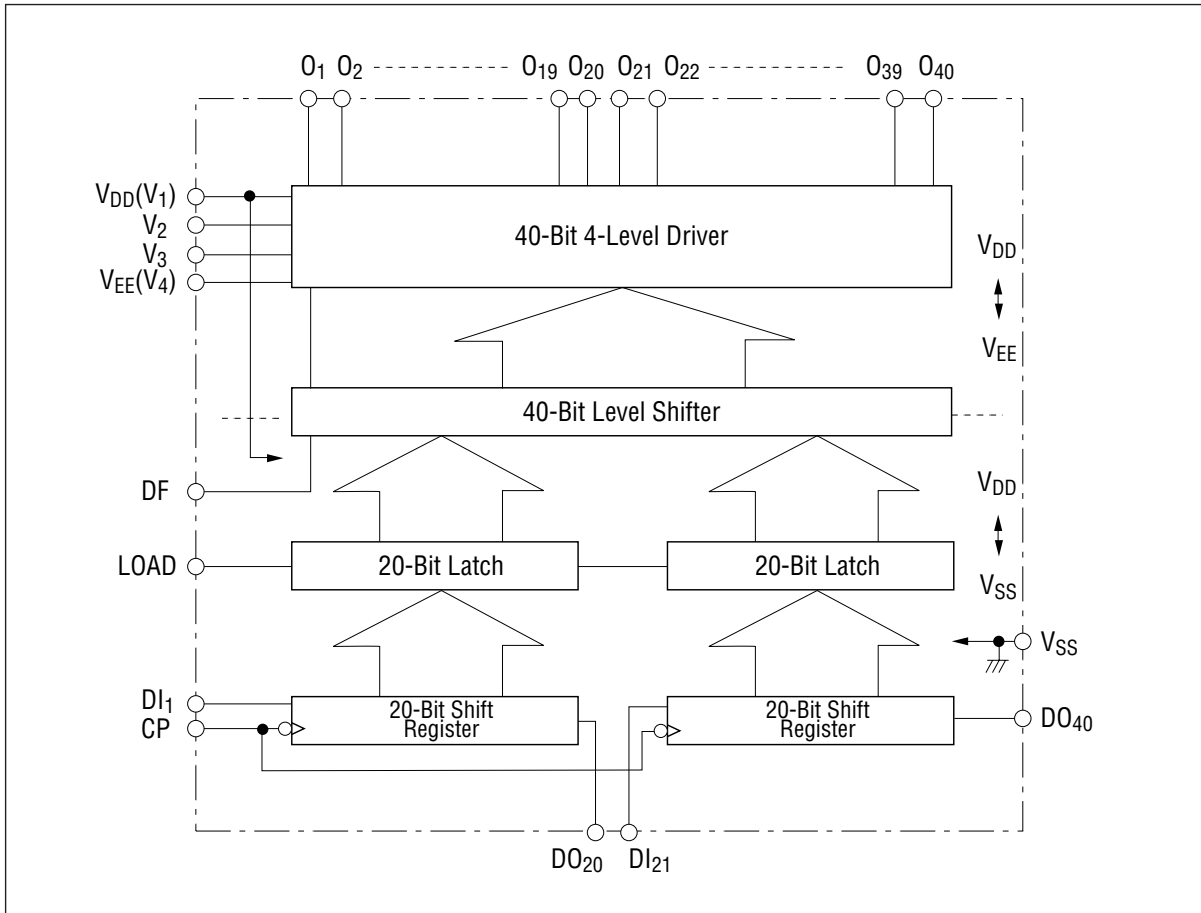 O1 O2 O19 O20 O21 O22 O39 O40
VDD(V1)
V2
V3
VEE(V4)
40-Bit 4-Level Driver
VDD
VEE
40-Bit Level Shifter
DF
VDD
VSS
LOAD
20-Bit Latch
20-Bit Latch
VSS
DI1
CP
20-Bit Shift
Register
20-Bit Shift
Register
DO40
DO20
DI21